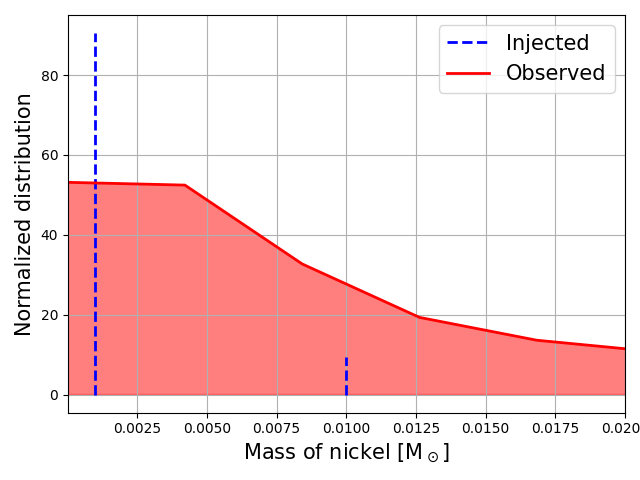 Injected
Observed
Normalized distribution
80
60
40
20
0
0.0025 0.0050 0.0075 0.0100 0.0125 0.0150 0.0175 0.020
Mass of nickel [M⊙]